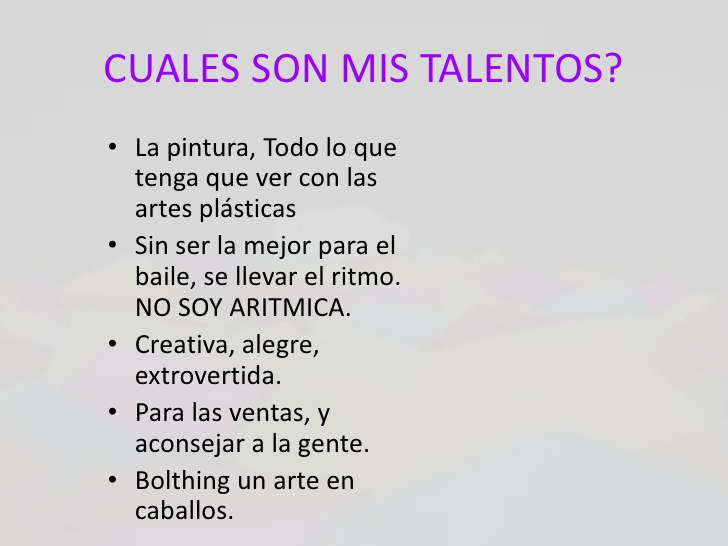 CUALES SON MIS TALENTOS?
• La pintura, Todo lo que
tenga que ver con las
artes plásticas
• Sin ser la mejor para el
baile, se llevar el ritmo.
NO SOY ARITMICA.
• Creativa, alegre,
extrovertida.
• Para las ventas, y
aconsejar a la gente.
• Bolthing un arte en
caballos.